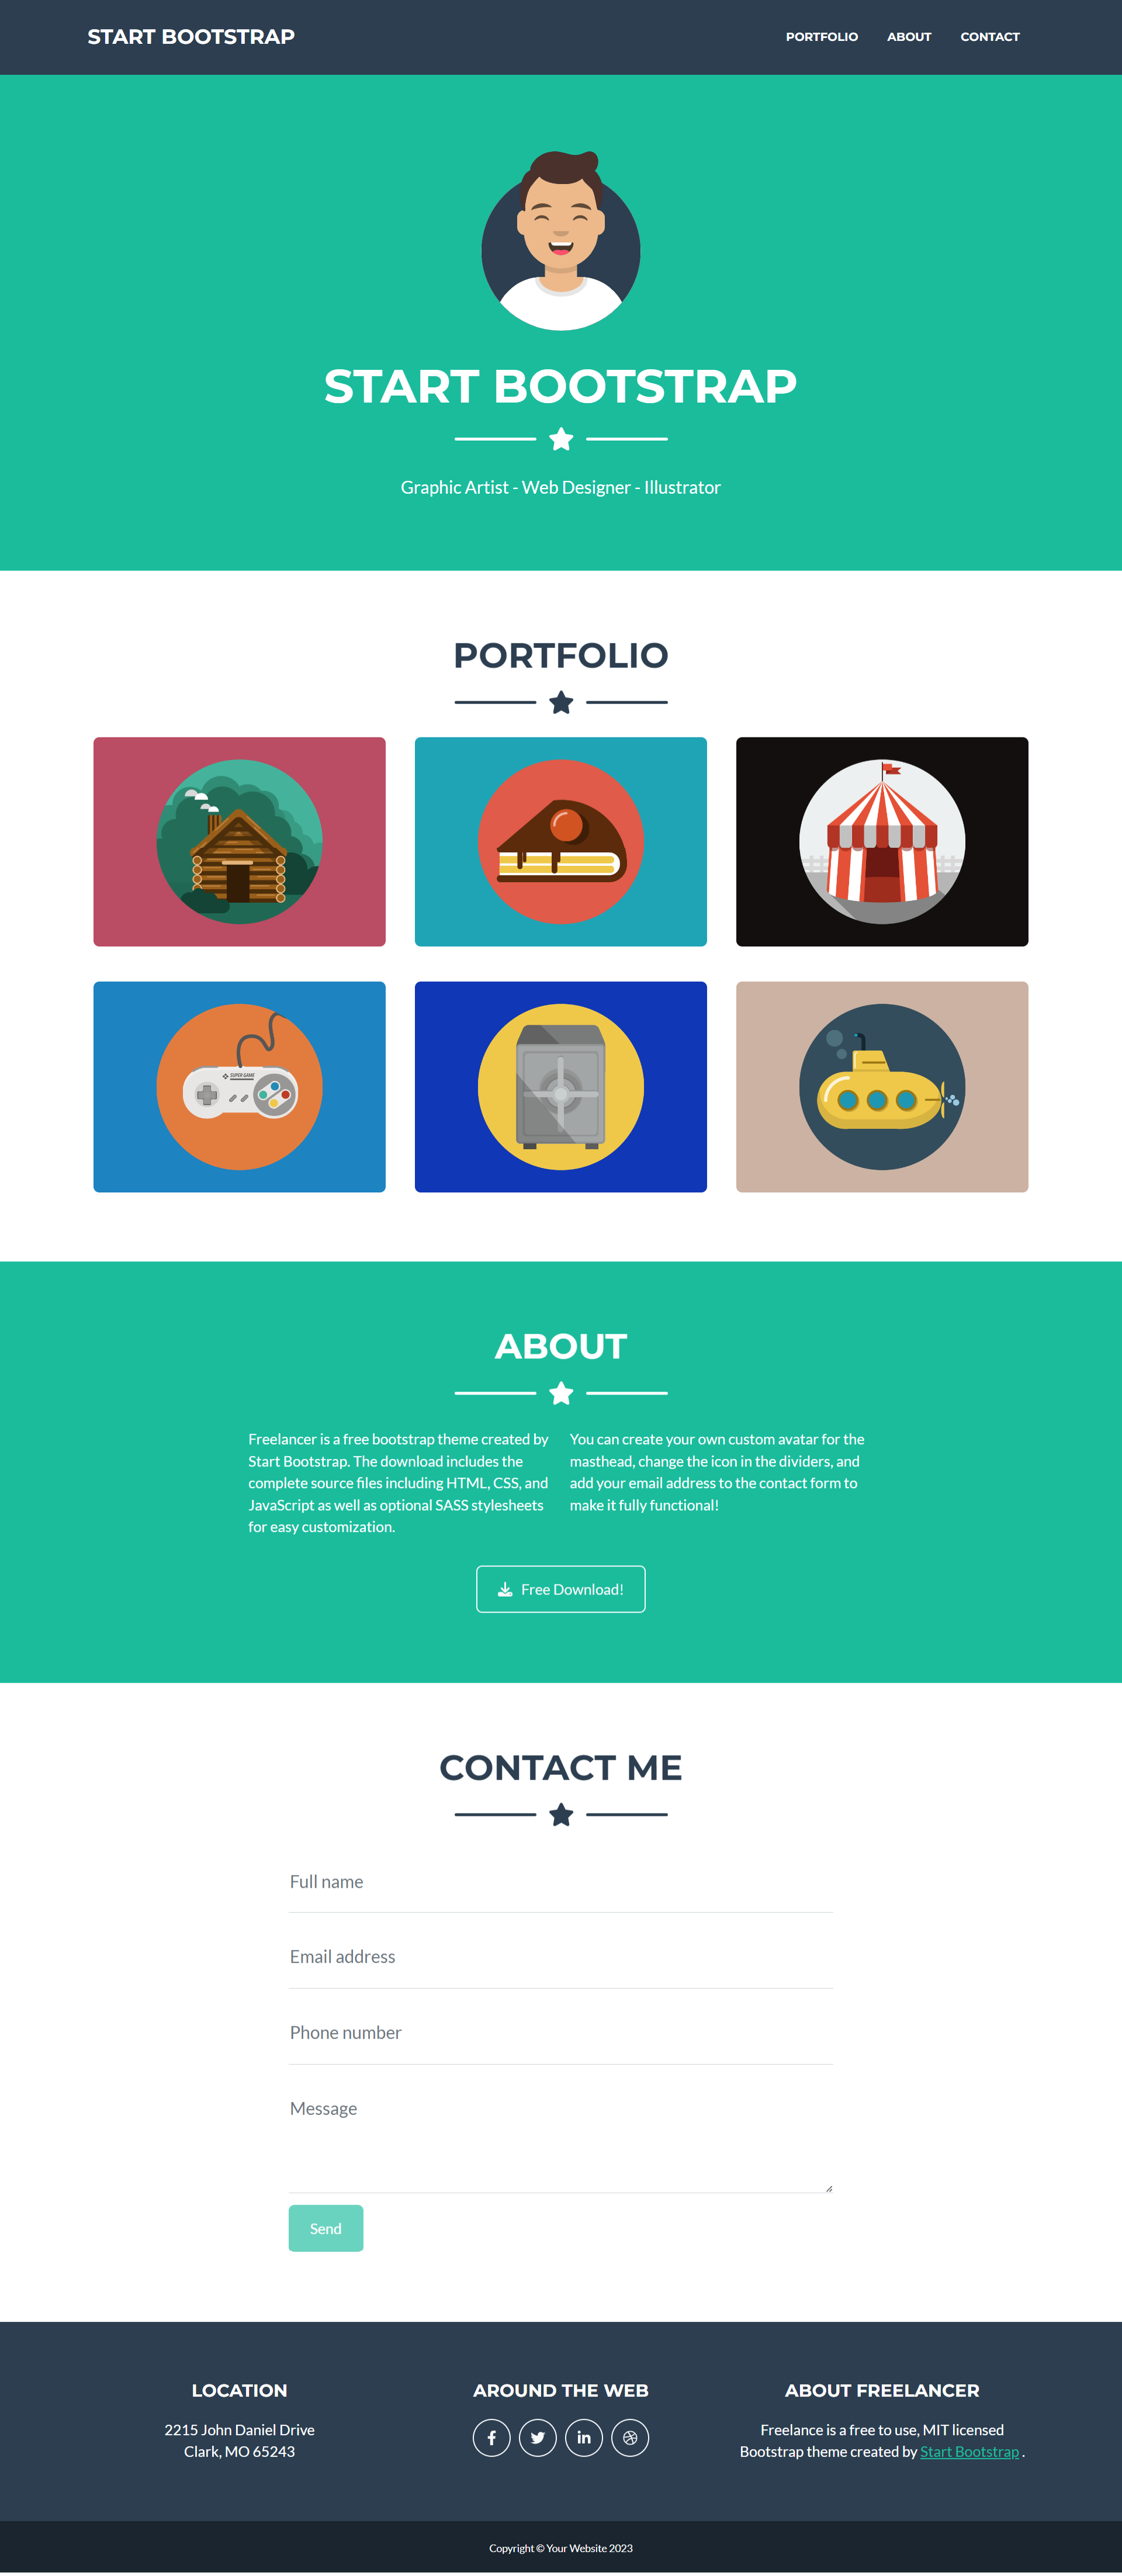 START BOOTSTRAP
PORTFOLIO
ABOUT
CONTACT
START BOOTSTRAP
Graphic Artist - Web Designer - Illustrator
PORTFOLIO
SUPER GAME
ABOUT
Freelancer is a free bootstrap theme created by
Start Bootstrap. The download includes the
complete source files including HTML, CSS, and
JavaScript as well as optional SASS stylesheets
for easy customization.
You can create your own custom avatar for the
masthead, change the icon in the dividers, and
add your email address to the contact form to
make it fully functional!
Free Download!
CONTACT ME
Full name
Email address
Phone number
Message
Send
LOCATION
2215 John Daniel Drive
Clark, MO 65243
AROUND THE WEB
ABOUT FREELANCER
Freelance is a free to use, MIT licensed
Bootstrap theme created by Start Bootstrap .
Copyright © Your Website 2023